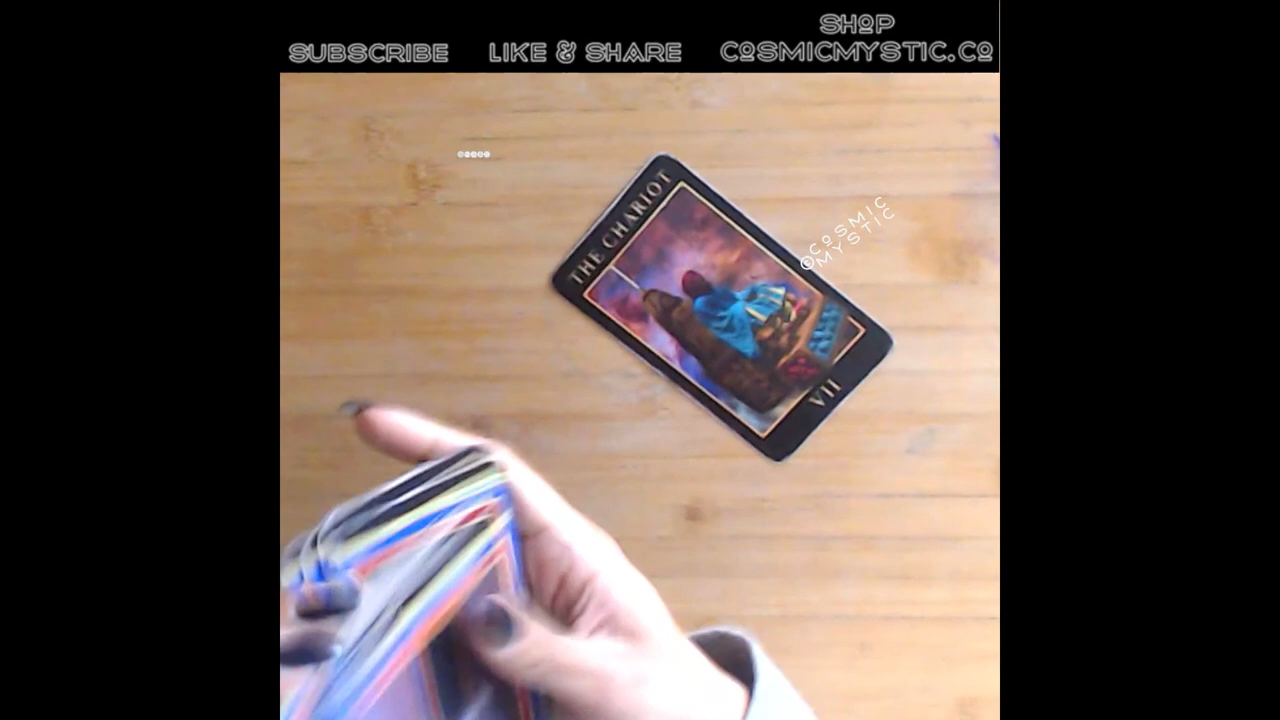 SHOP
SUBSCRIBE LIKE & SHARE COSMICMYSTIC.CO
THE CHARIOT
©COSMIC
MYSTIC
VII